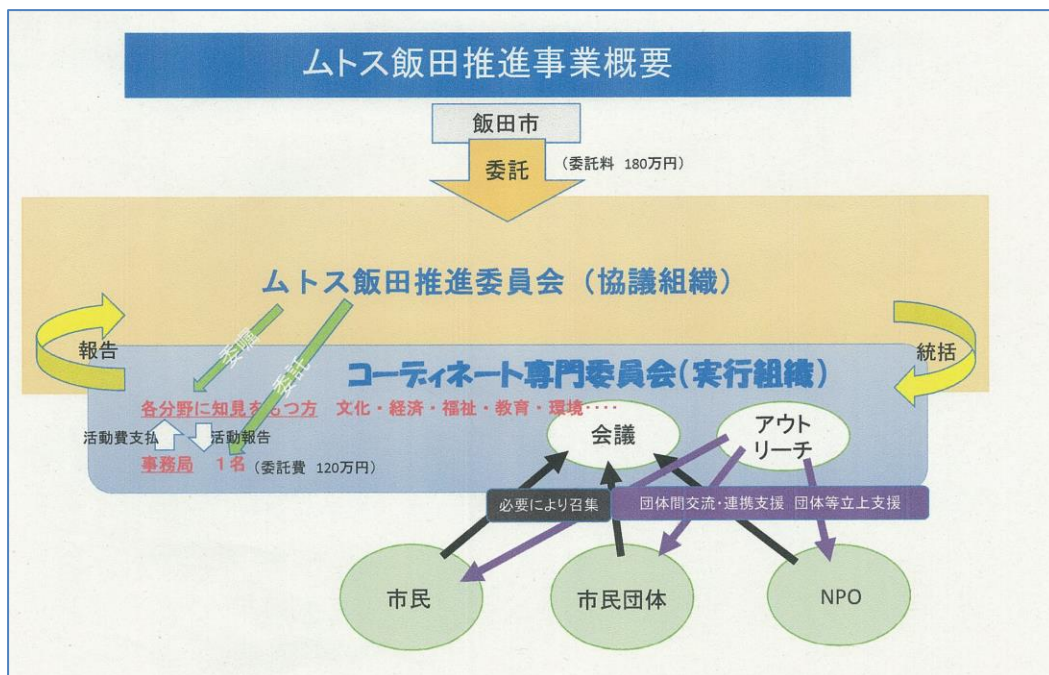 ムトス飯田推進事業概要
飯田市
委託 (委託料 180万円)
ムトス飯田推進委員会(協議組織)
報告
委嘱
委託
統括
コーディネート専門委員会(実行組織)
各分野に知見をもつ方 文化・経済・福祉・教育・環境‥‥
活動費支払 活動報告
事務局 1名 (委託費 120万円)
会議
アウト
リーチ
必要により召集
団体間交流・連携支援 団体等立上支援
市民
市民団体
NPO